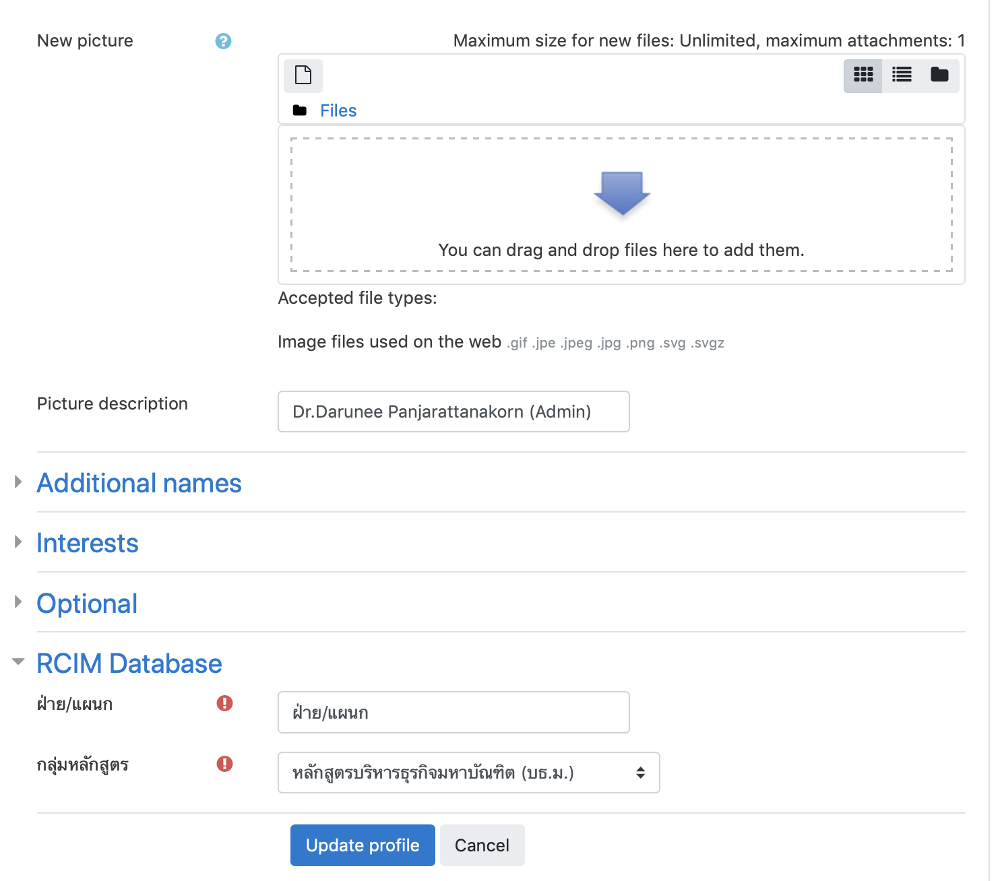 New picture
Maximum size for new files: Unlimited, maximum attachments: 1
Files
You can drag and drop files here to add them.
Accepted file types:
Image files used on the web .gif .jpe .jpeg .jpg .png .svg .svgz
Picture description
Dr.Darunee Panjarattanakorn (Admin)
Additional names
Interests
Optional
RCIM Database
ฝ่าย/แผนก
ฝ่าย/แผนก
กลุ่มหลักสูตร
หลักสูตรบริหารธุรกิจมหาบัณฑิต (บธ.ม.)
Update profile
Cancel